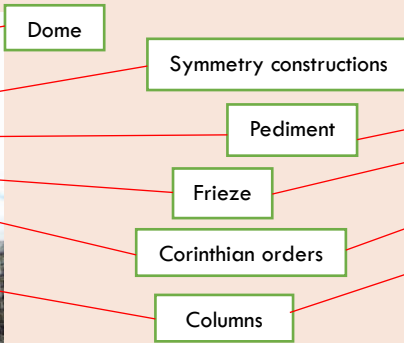 Dome
Symmetry constructions
Pediment
Frieze
Corinthian orders
Columns